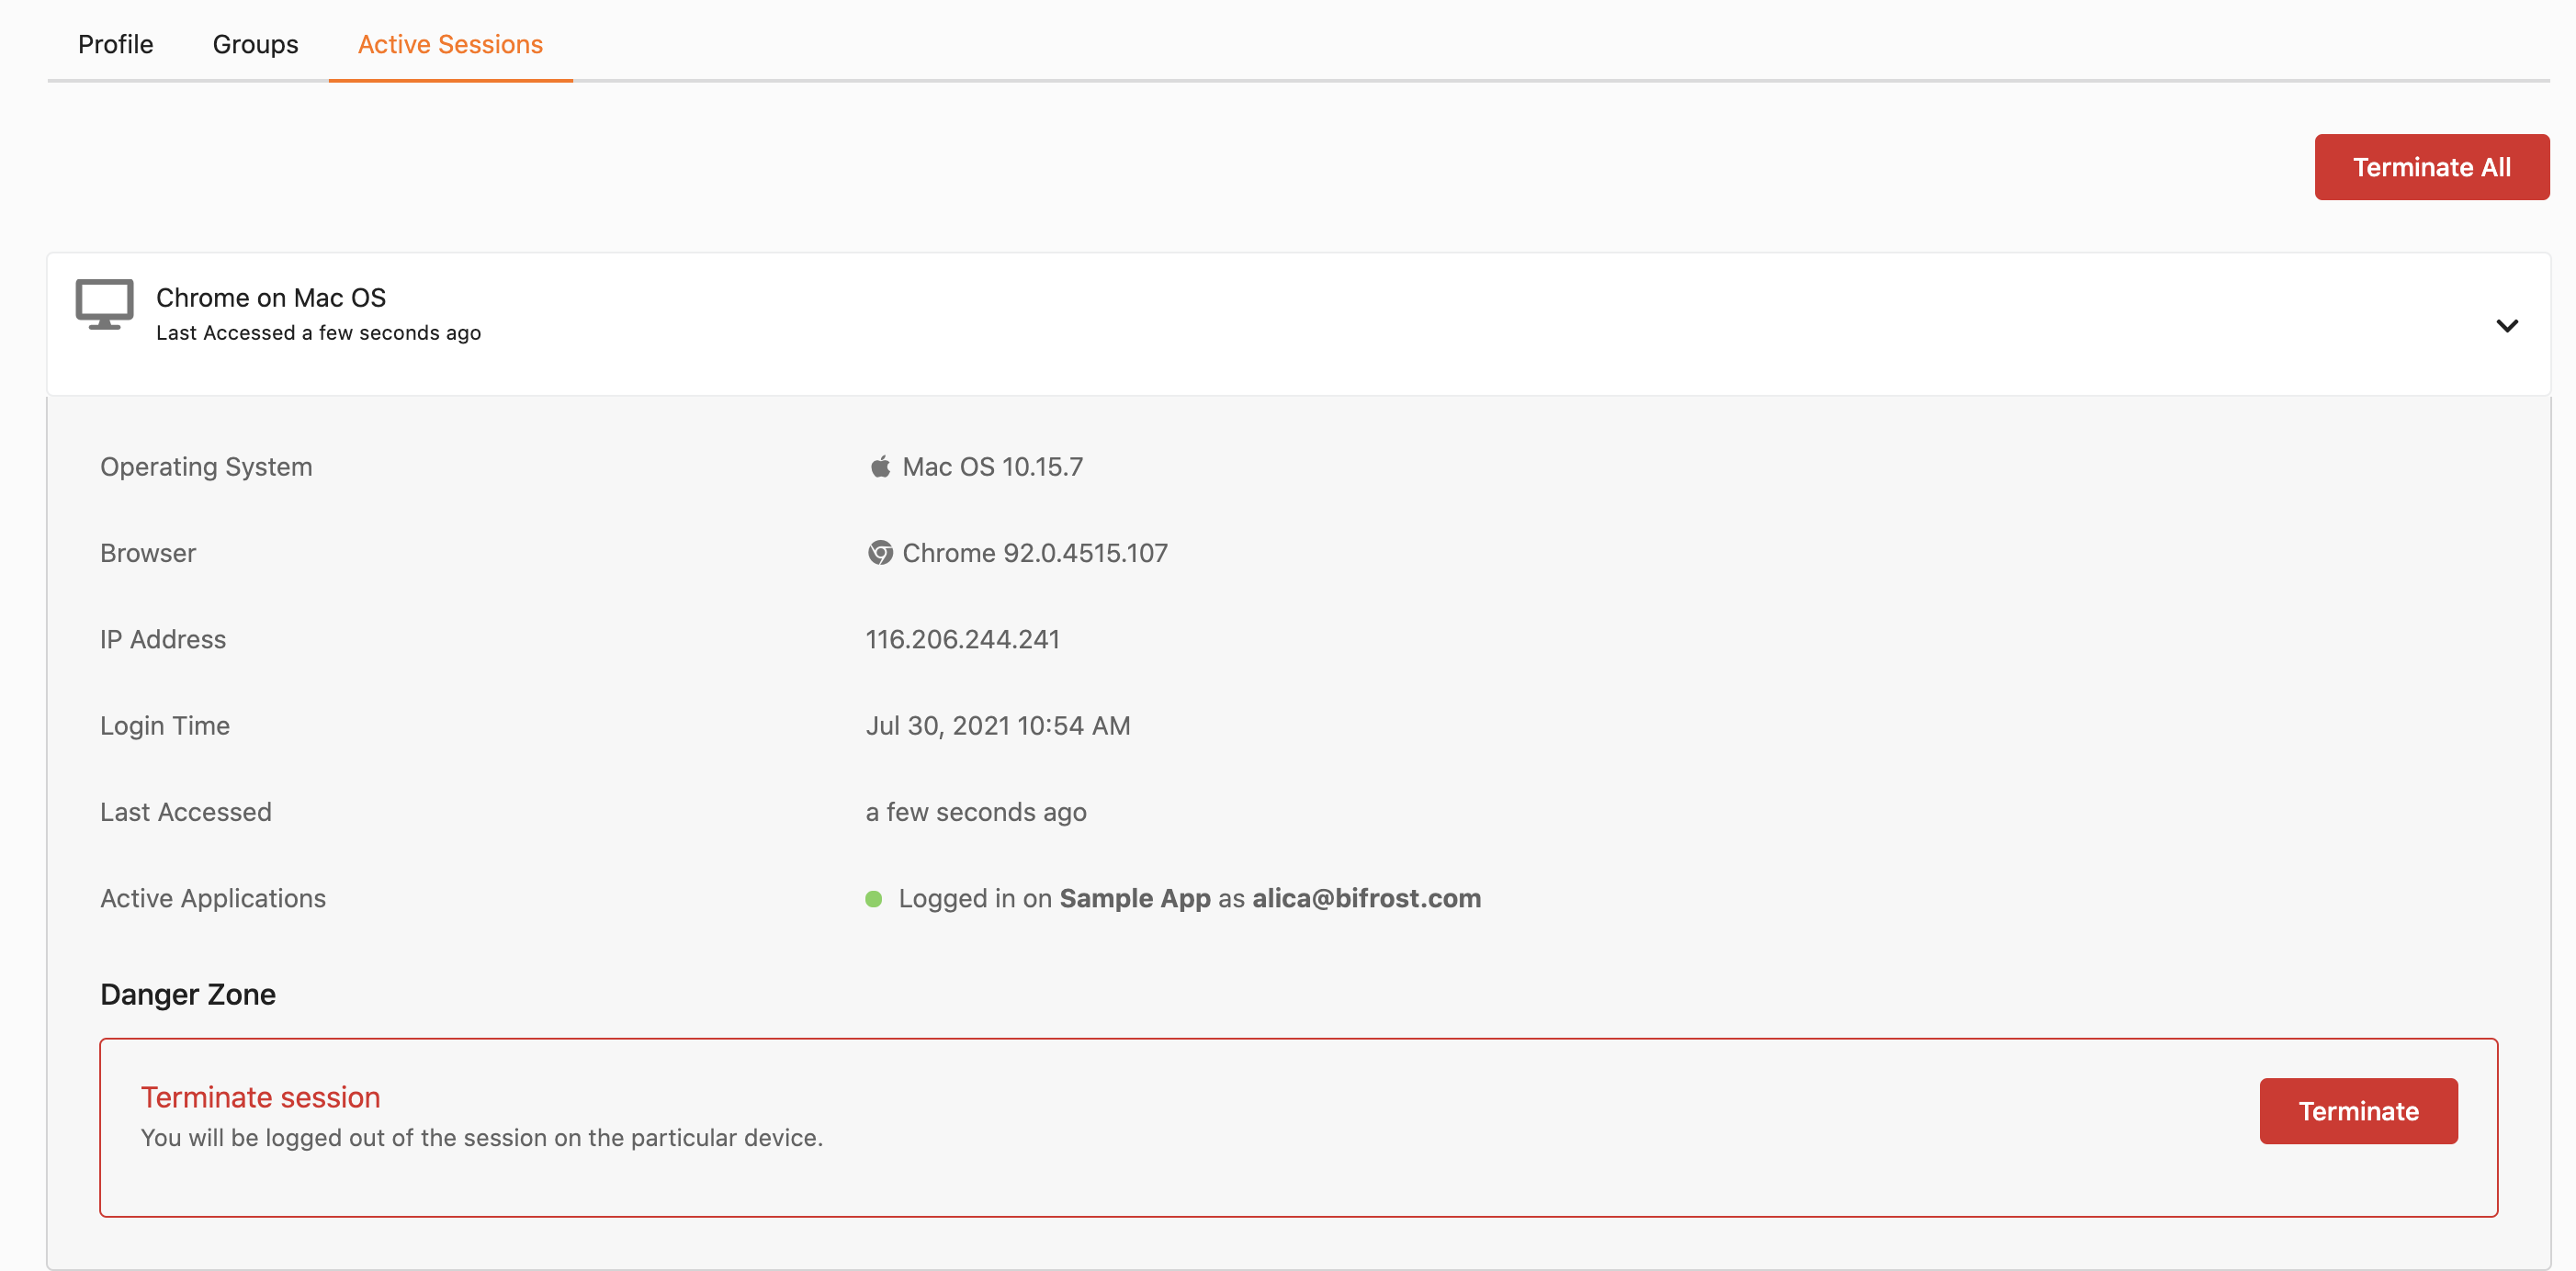 Profile Groups Active Sessions
Terminate All
Chrome on Mac OS
Last Accessed a few seconds ago
Operating System Mac OS 10.15.7
Browser Chrome 92.0.4515.107
IP Address 116.206.244.241
Login Time Jul 30, 2021 10:54 AM
Last Accessed a few seconds ago
Active Applications Logged in on Sample App as alica@bifrost.com
Danger Zone
Terminate session
Terminate
You will be logged out of the session on the particular device.